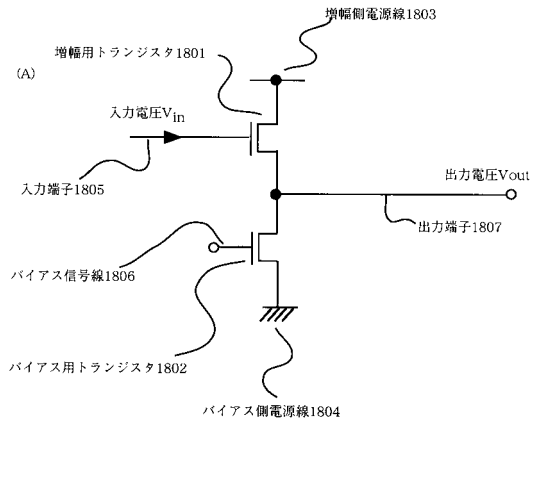 増幅側電源線1803
増幅用トランジスタ1801
(A)
入力電圧Vin
入力端子1805
出力電圧Vout
出力端子1807
バイアス信号線1806
バイアス用トランジスタ1802
バイアス側電源線1804